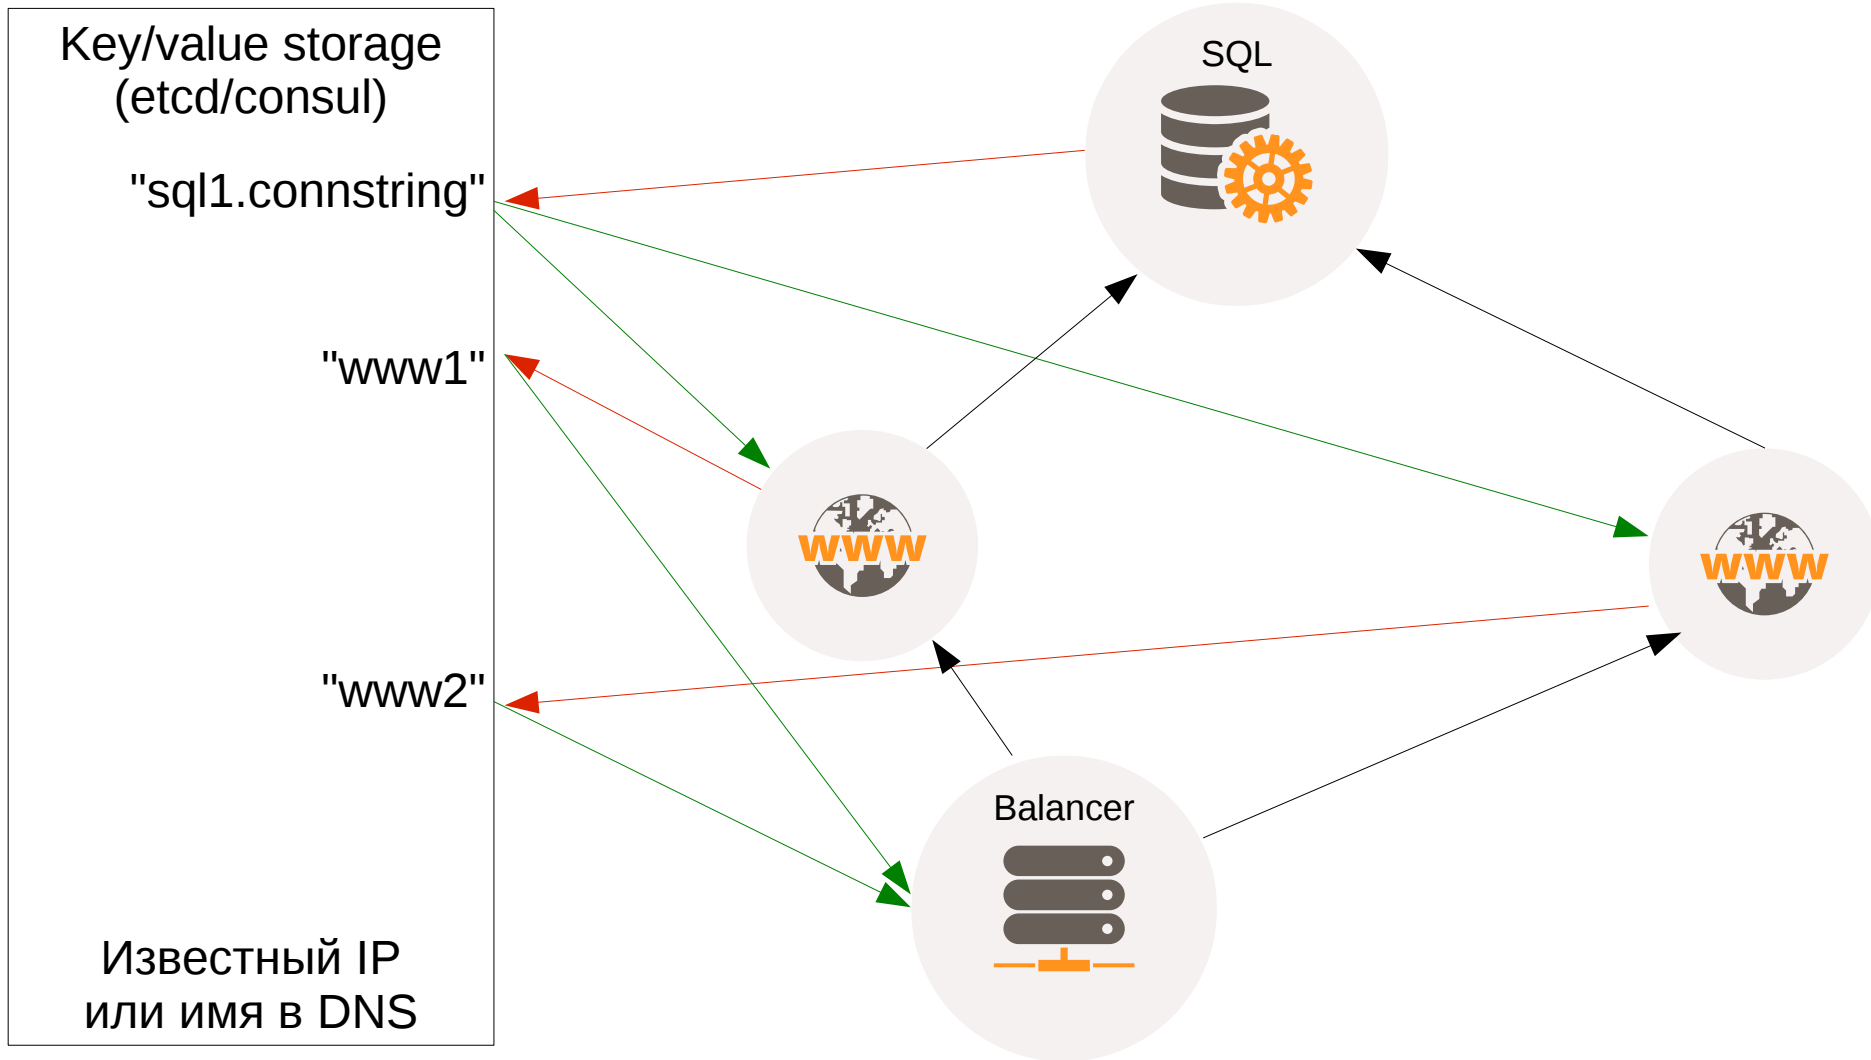 Key/value storage
(etcd/consul)
"sql1.connstring"
"www1"
"www2"
Известный IP
или имя в DNS
SQL
www
www
Balancer